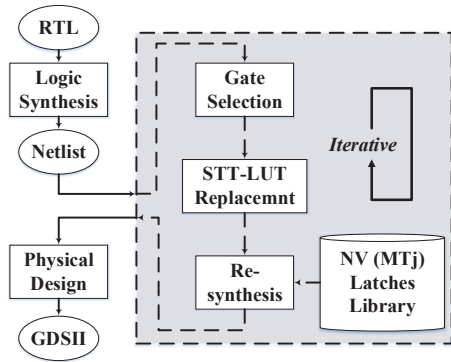 RTL
Logic
Synthesis
Netlist
Physical
Design
GDSII
Gate
Selection
STT-LUT
Replacemnt
Re-
synthesis
Iterative
NV (MTj)
Latches
Library